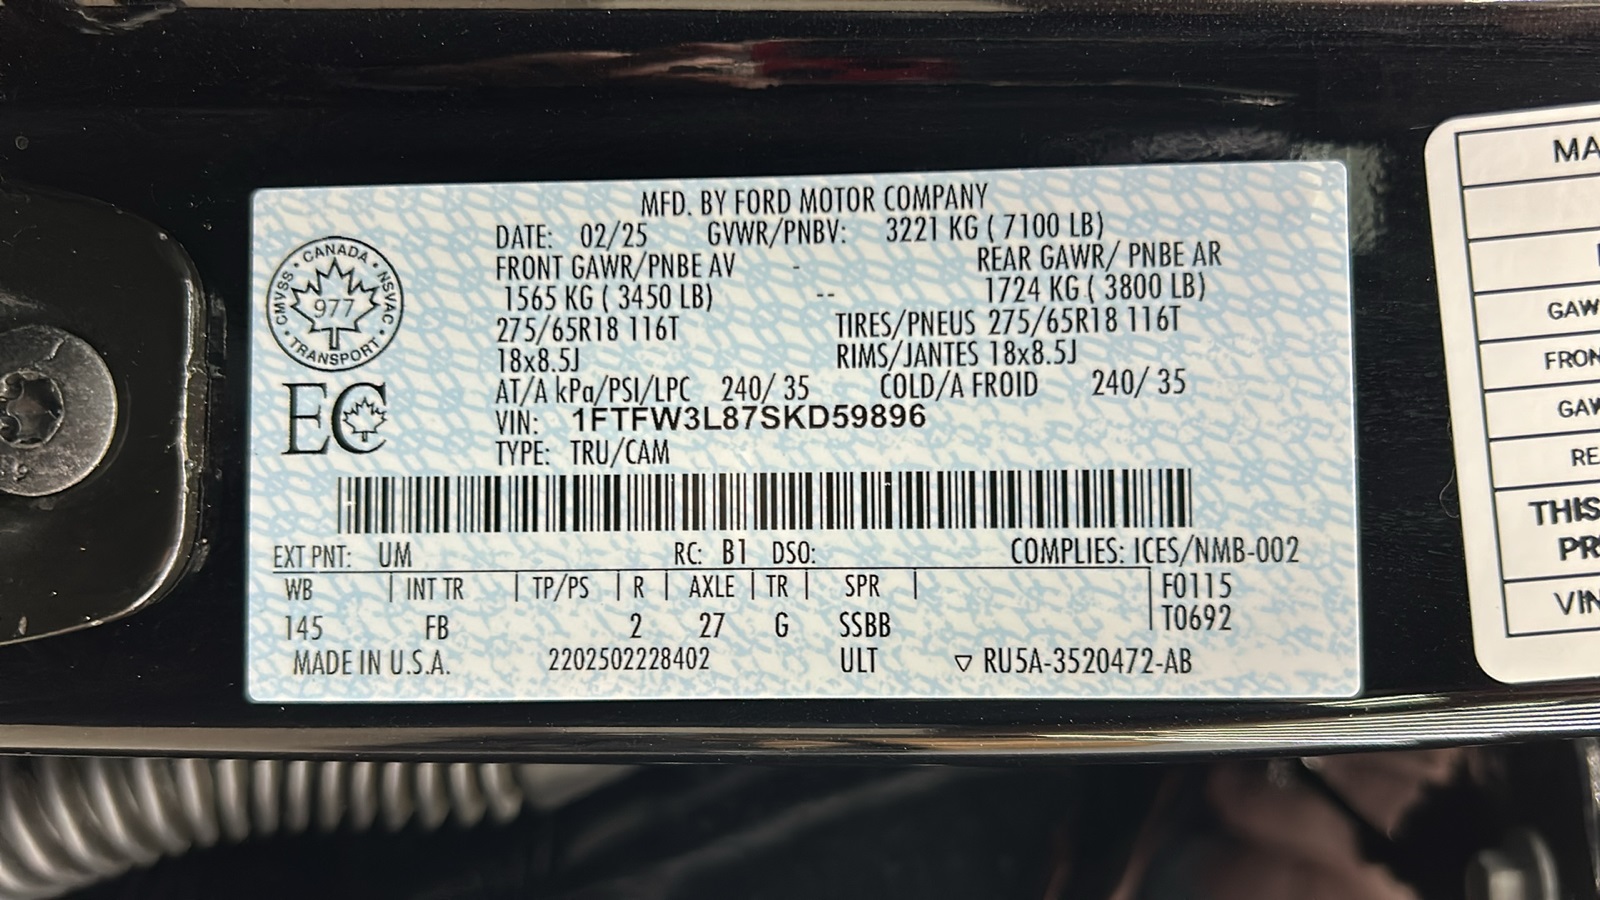 MFD. BY FORD MOTOR COMPANY
DATE: 02/25 GVWR/PNBV: 3221 KG ( 7100 LB)
FRONT GAWR/PNBE AV - REAR GAWR/ PNBE AR
1565 KG ( 3450 LB) -- 1724 KG ( 3800 LB)
275/65R18 116T TIRES/PNEUS 275/65R18 116T
18x8.5J RIMS/JANTES 18x8.5J
AT/A kPa/PSI/LPC 240/ 35 COLD/A FROID 240/ 35
VIN: 1FTFW3L87SKD59896
TYPE: TRU/CAM
CANADA • NSVAC • TRANSPORT • CMVSS •
977
EC
EXT PNT: UM RC: B1 DSO: COMPLIES: ICES/NMB-002
WB | INT TR | TP/PS | R | AXLE | TR | SPR | F0115
145 FB 2 27 G SSBB T0692
MADE IN U.S.A. 2202502228402 ULT ▽ RU5A-3520472-AB
MA
GAW
FRON
GAW
RE
THIS
PR
VIN